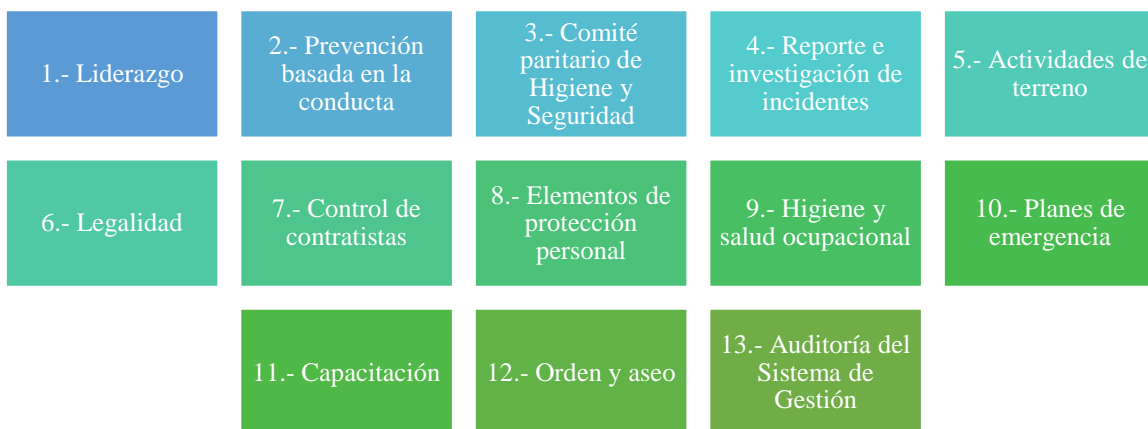 1.- Liderazgo
2.- Prevención
basada en la
conducta
3.- Comité
paritario de
Higiene y
Seguridad
4.- Reporte e
investigación de
incidentes
5.- Actividades de
terreno
6.- Legalidad
7.- Control de
contratistas
8.- Elementos de
protección
personal
9.- Higiene y
salud ocupacional
10.- Planes de
emergencia
11.- Capacitación
12.- Orden y aseo
13.- Auditoría del
Sistema de
Gestión